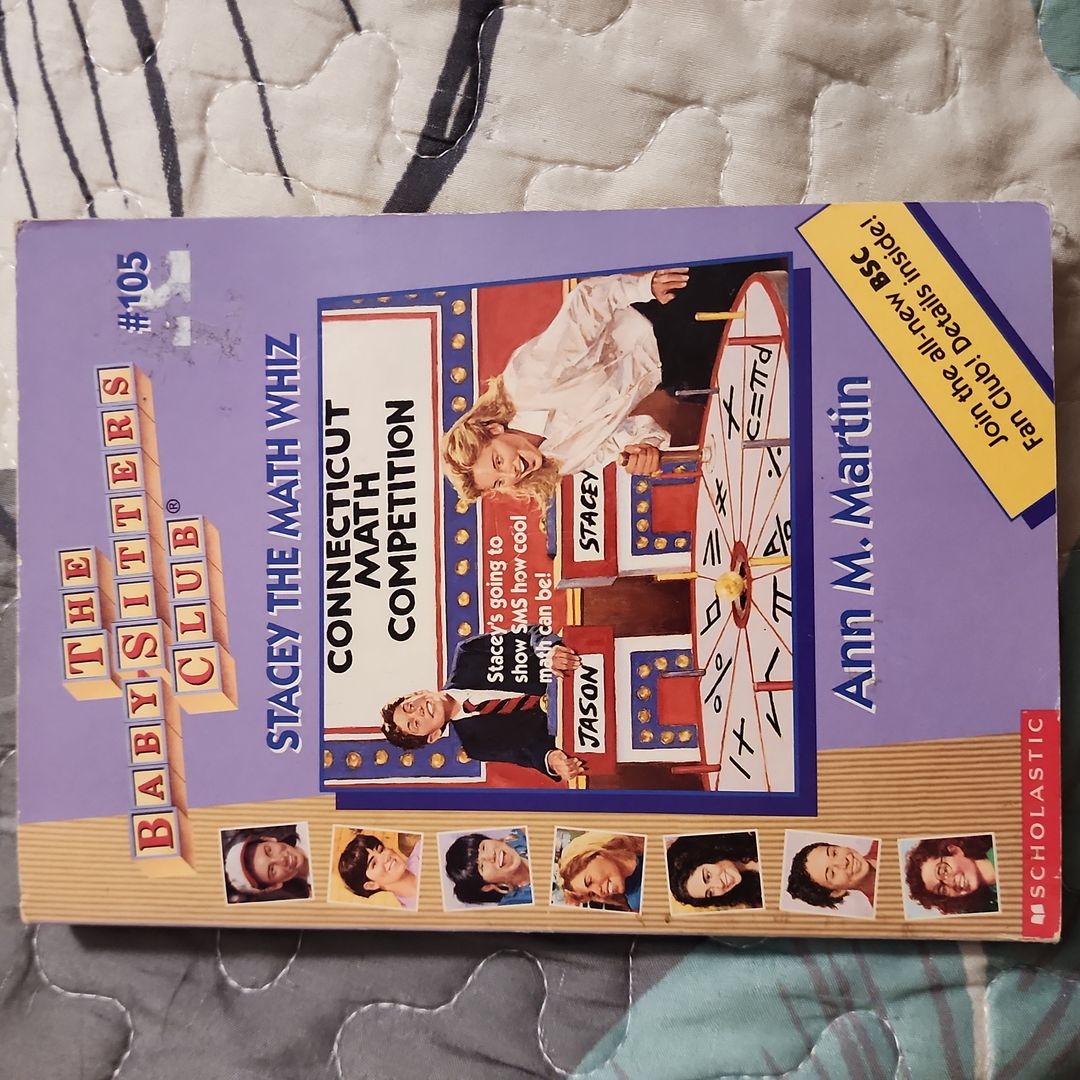 THE
BABY-SITTERS
CLUB®
#105
STACEY THE MATH WHIZ
CONNECTICUT
MATH
COMPETITION
Stacey's going to
show SMS how cool
math can be!
JASON
STACEY
% = ≠ X
C=πd
÷
π
Ann M. Martin
Join the all-new BSC
Fan Club! Details inside!
SCHOLASTIC